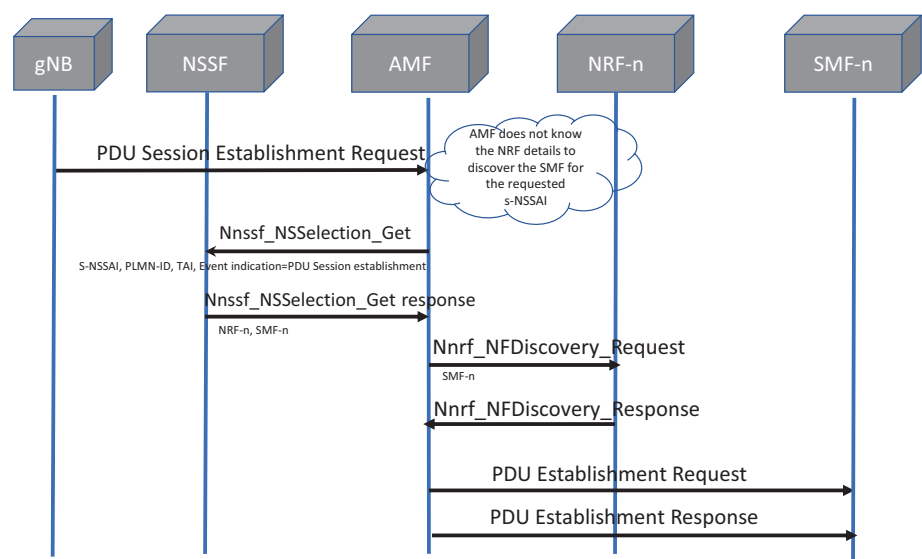 gNB
NSSF
AMF
NRF-n
SMF-n
AMF does not know
the NRF details to
discover the SMF for
the requested
s-NSSAI
PDU Session Establishment Request
Nnssf_NSSelection_Get
S-NSSAI, PLMN-ID, TAI, Event indication=PDU Session establishment
Nnssf_NSSelection_Get response
NRF-n, SMF-n
Nnrf_NFDiscovery_Request
SMF-n
Nnrf_NFDiscovery_Response
PDU Establishment Request
PDU Establishment Response